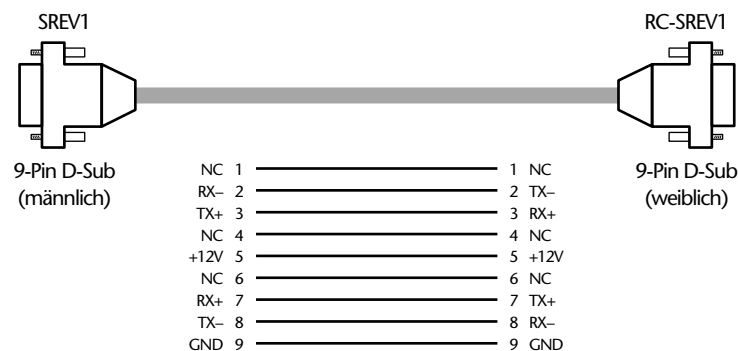 SREV1 RC-SREV1
9-Pin D-Sub (männlich)
9-Pin D-Sub (weiblich)
NC 1 1 NC
RX– 2 2 TX–
TX+ 3 3 RX+
NC 4 4 NC
+12V 5 5 +12V
NC 6 6 NC
RX+ 7 7 TX+
TX– 8 8 RX–
GND 9 9 GND